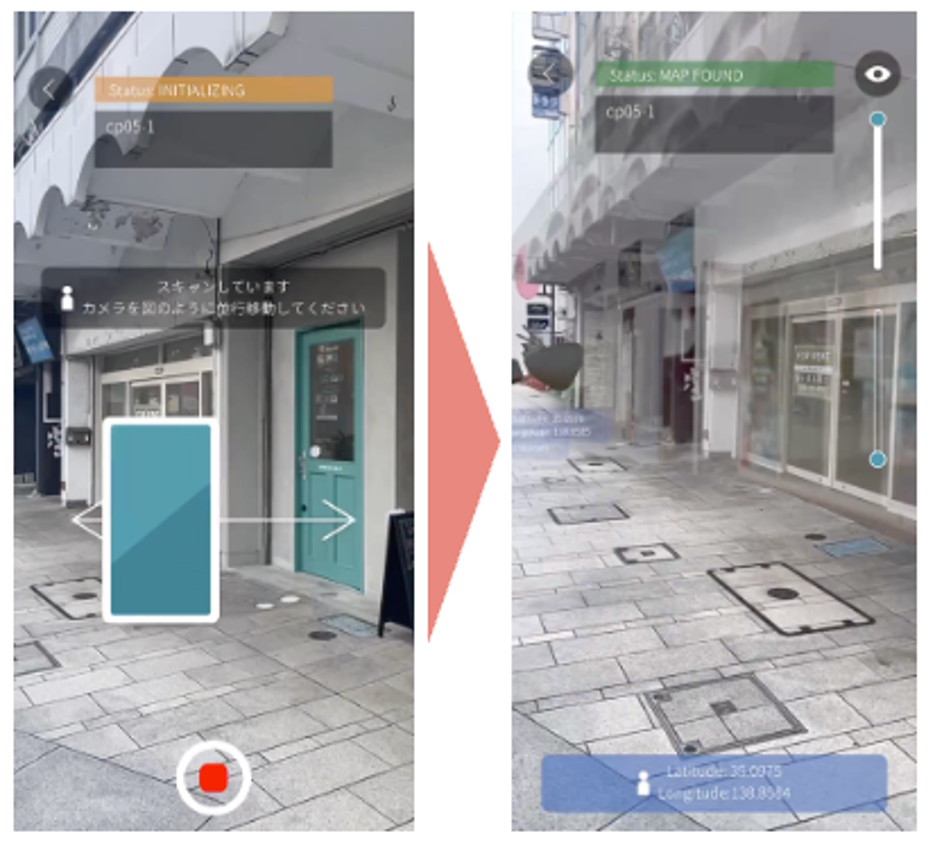 Status: INITIALIZING
cp05-1
スキャンしています
カメラを図のように並行移動してください
Status: MAP FOUND
cp05-1
FOR RENT
Latitude: 35.0975
Longitude:138.8584